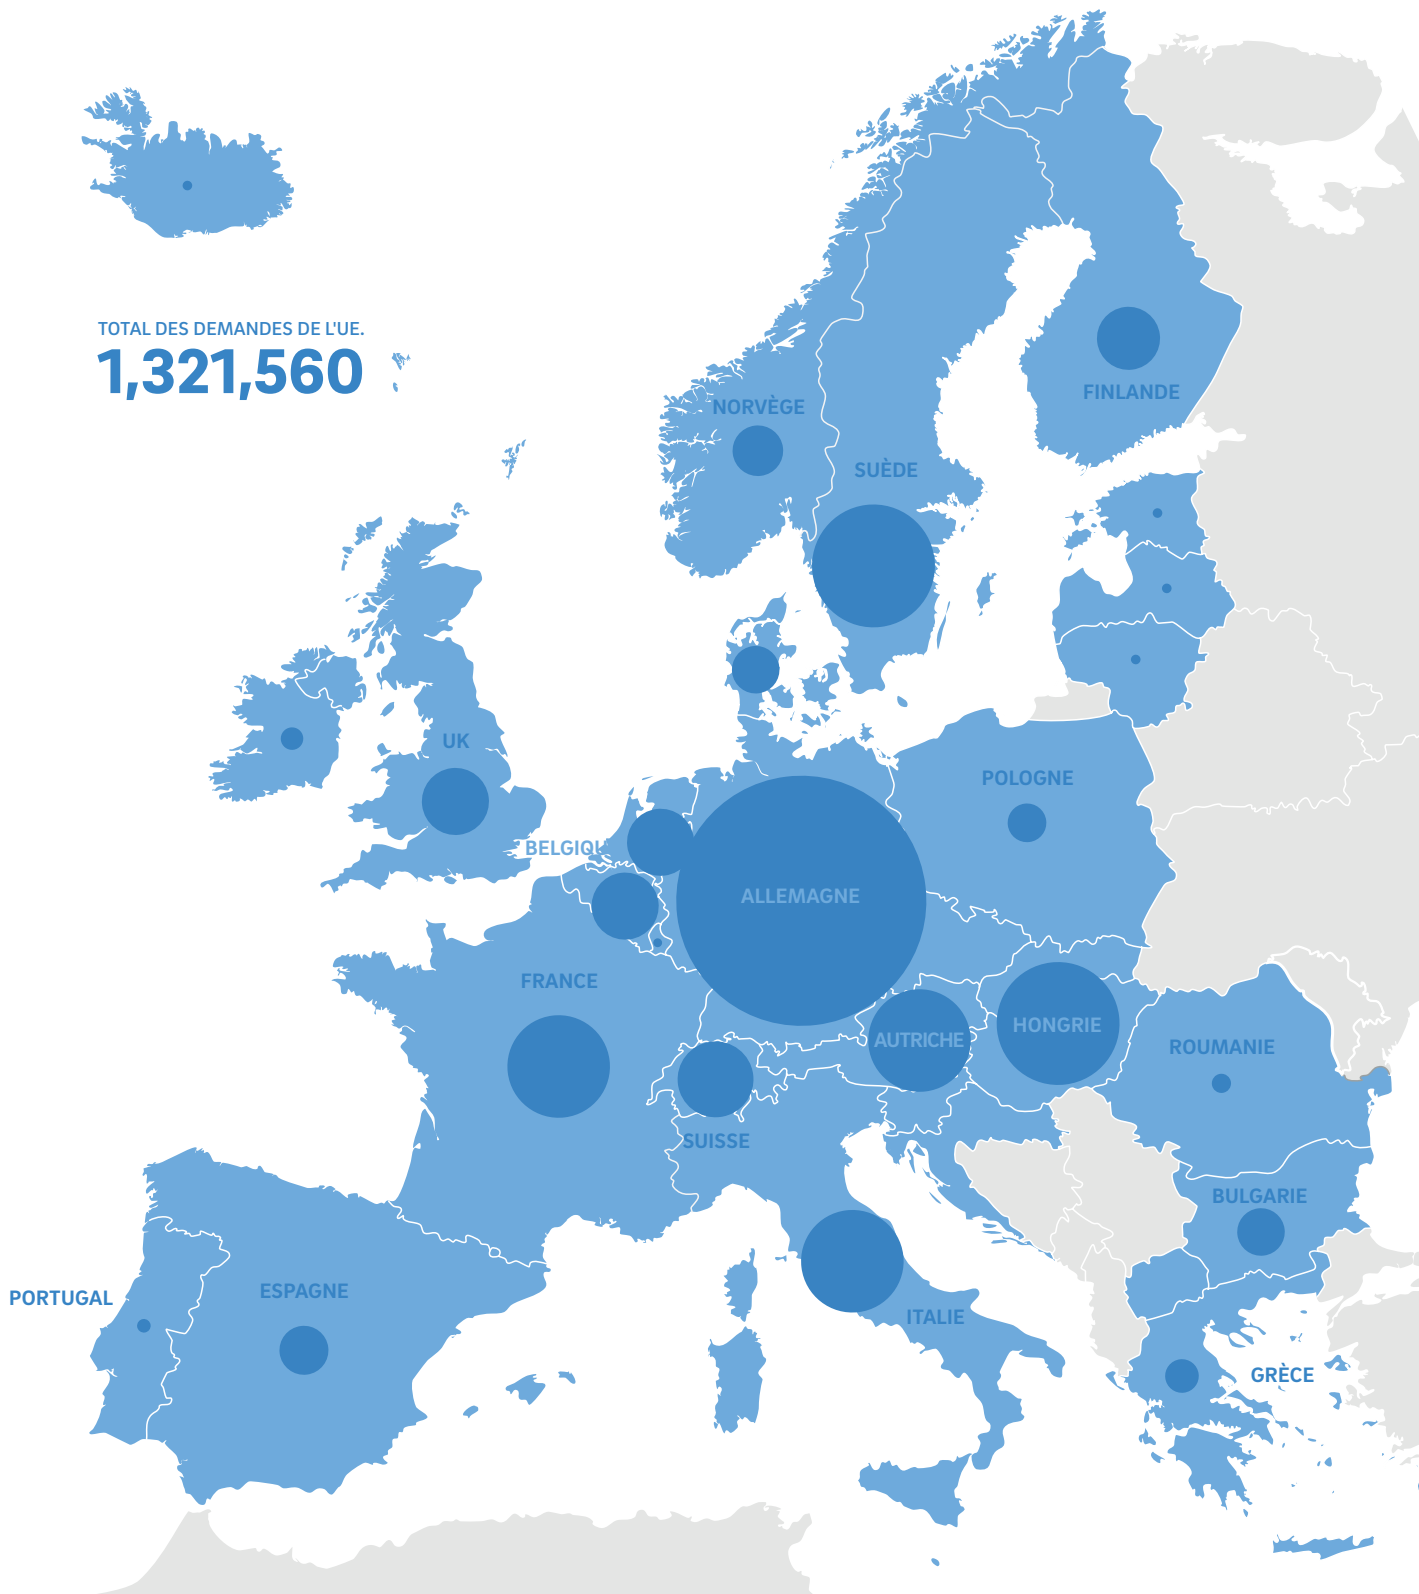 TOTAL DES DEMANDES DE L'UE.
1,321,560
NORVÈGE
FINLANDE
SUÈDE
UK
POLOGNE
BELGIQU
ALLEMAGNE
FRANCE
AUTRICHE
HONGRIE
ROUMANIE
SUISSE
BULGARIE
PORTUGAL
ESPAGNE
ITALIE
GRÈCE